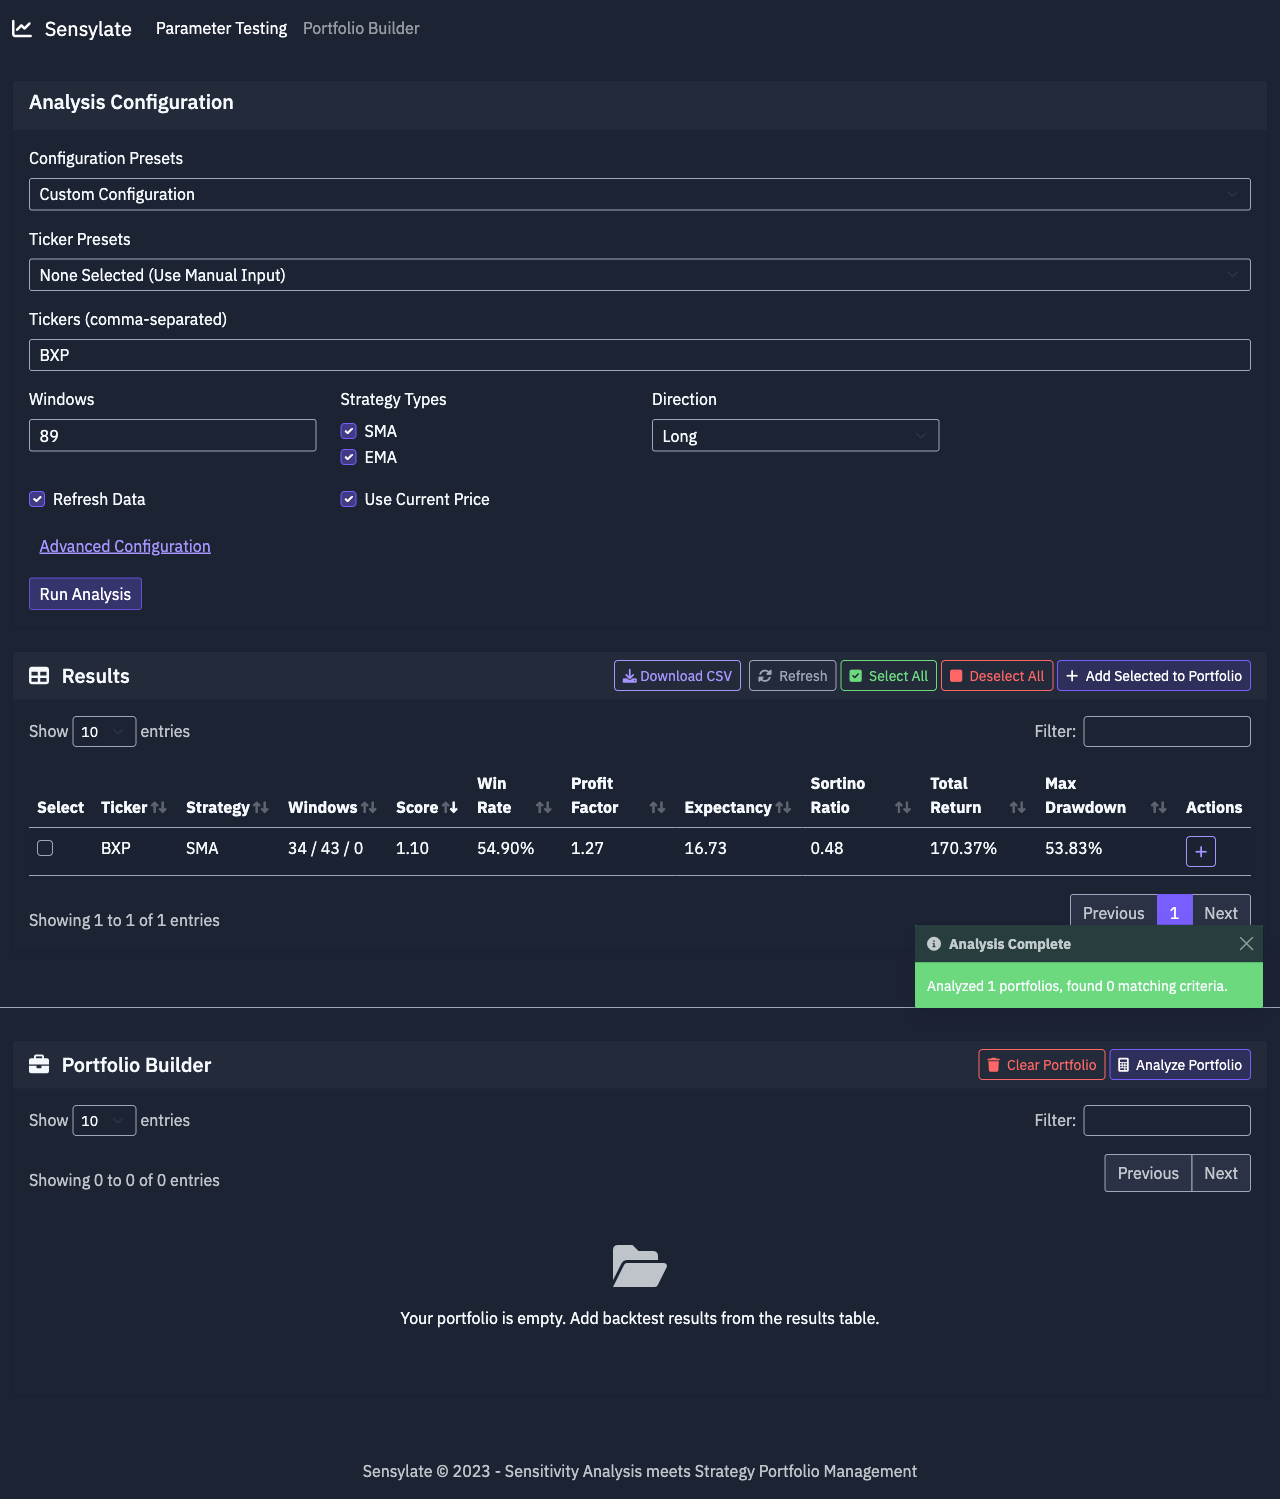 Sensylate Parameter Testing Portfolio Builder
Analysis Configuration
Configuration Presets
Custom Configuration
Ticker Presets
None Selected (Use Manual Input)
Tickers (comma-separated)
BXP
Windows Strategy Types Direction
89 SMA Long
EMA
Refresh Data Use Current Price
Advanced Configuration
Run Analysis
Results Download CSV Refresh Select All Deselect All Add Selected to Portfolio
Show 10 entries Filter:
Select Ticker Strategy Windows Score Win Rate Profit Factor Expectancy Sortino Ratio Total Return Max Drawdown Actions
BXP SMA 34 / 43 / 0 1.10 54.90% 1.27 16.73 0.48 170.37% 53.83% +
Showing 1 to 1 of 1 entries Previous 1 Next
Analysis Complete
Analyzed 1 portfolios, found 0 matching criteria.
Portfolio Builder Clear Portfolio Analyze Portfolio
Show 10 entries Filter:
Showing 0 to 0 of 0 entries Previous Next
Your portfolio is empty. Add backtest results from the results table.
Sensylate © 2023 - Sensitivity Analysis meets Strategy Portfolio Management